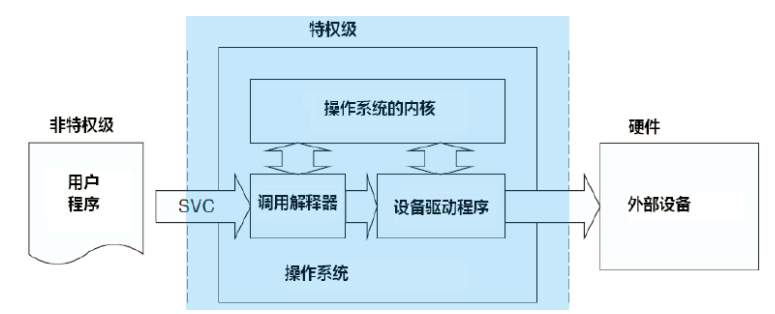 特权级
操作系统的内核
非特权级
硬件
用户
程序
SVC
调用解释器
设备驱动程序
外部设备
操作系统